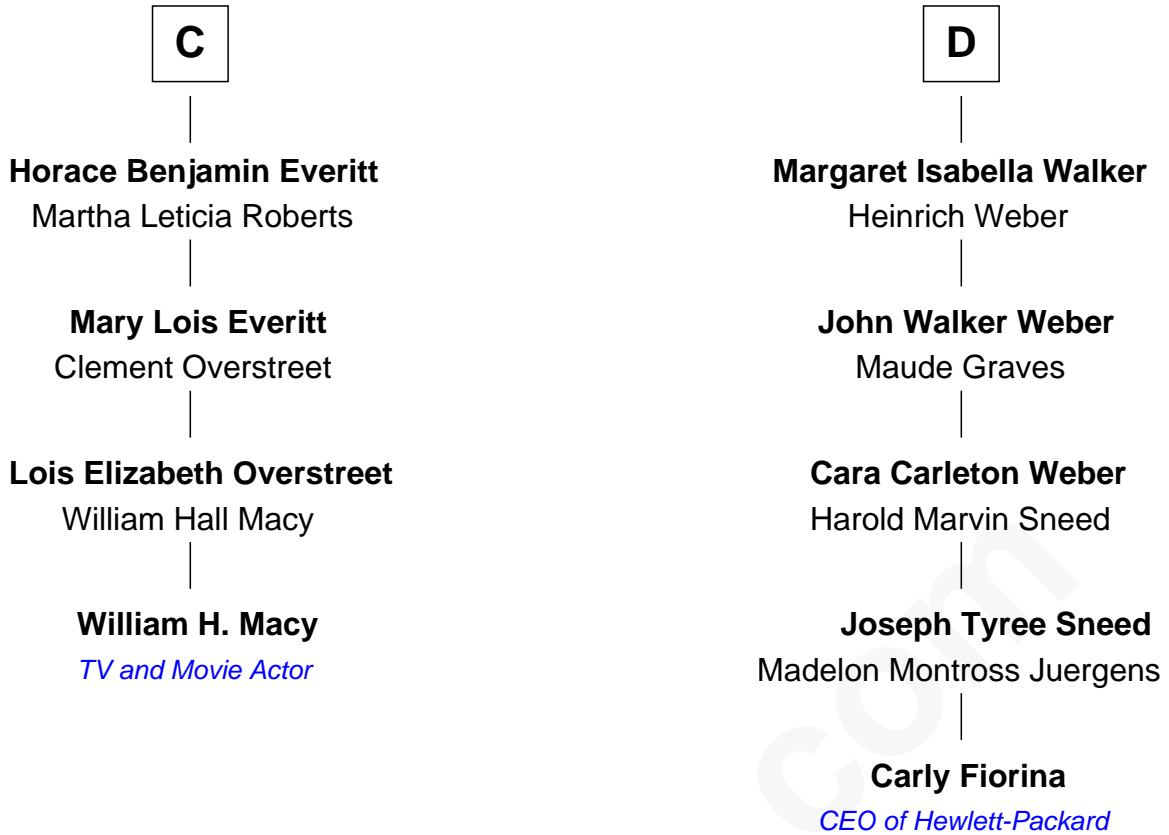 C
Horace Benjamin Everitt
Martha Leticia Roberts
Mary Lois Everitt
Clement Overstreet
Lois Elizabeth Overstreet
William Hall Macy
William H. Macy
TV and Movie Actor
D
Margaret Isabella Walker
Heinrich Weber
John Walker Weber
Maude Graves
Cara Carleton Weber
Harold Marvin Sneed
Joseph Tyree Sneed
Madelon Montross Juergens
Carly Fiorina
CEO of Hewlett-Packard
com